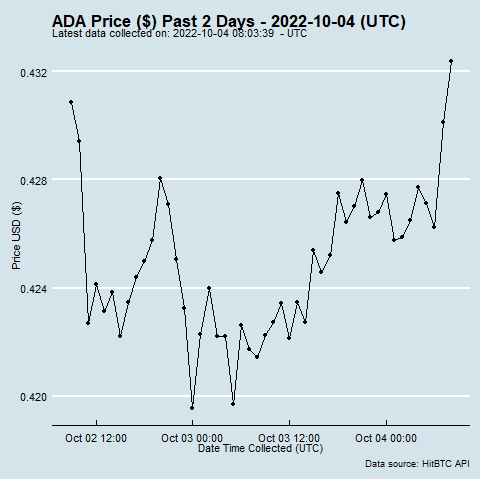 ADA Price ($) Past 2 Days - 2022-10-04 (UTC)
Latest data collected on: 2022-10-04 08:03:39  - UTC
0.432
0.428
0.424
0.420
Price USD ($)
Oct 02 12:00
Oct 03 00:00
Oct 03 12:00
Oct 04 00:00
Date Time Collected (UTC)
Data source: HitBTC API